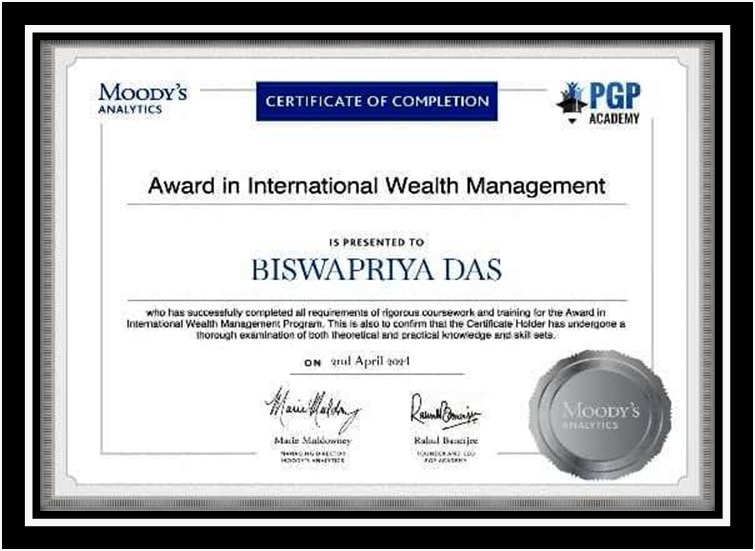 MOODY'S
ANALYTICS
CERTIFICATE OF COMPLETION
PGP
ACADEMY
Award in International Wealth Management
IS PRESENTED TO
BISWAPRIYA DAS
who has successfully completed all requirements of rigorous coursework and training for the Award in
International Wealth Management Program. This is also to confirm that the Certificate Holder has undergone a
thorough examination of both theoretical and practical knowledge and skill sets.
ON 2nd April 2021
Marie Muldowney
Rahul Banerjee
MANAGING DIRECTOR
MOODY'S ANALYTICS
FOUNDER AND CEO
PGP ACADEMY
MOODY'S
ANALYTICS